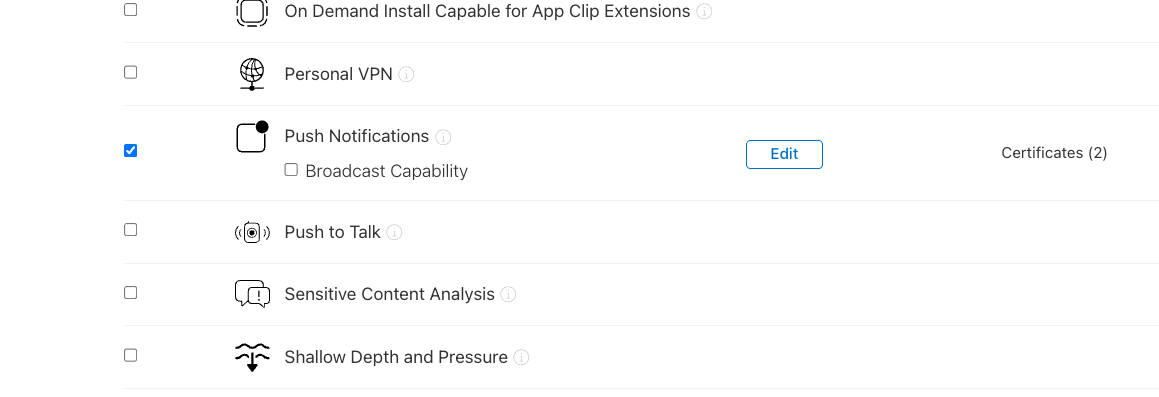 On Demand Install Capable for App Clip Extensions
Personal VPN
Push Notifications
Broadcast Capability
Edit
Certificates (2)
Push to Talk
Sensitive Content Analysis
Shallow Depth and Pressure